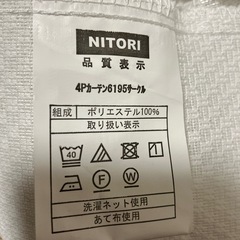 NITORI
品質表示
4Pカーテン6195サークル
組成 ポリエステル100%
取り扱い表示
40
F W
洗濯ネット使用
あて布使用